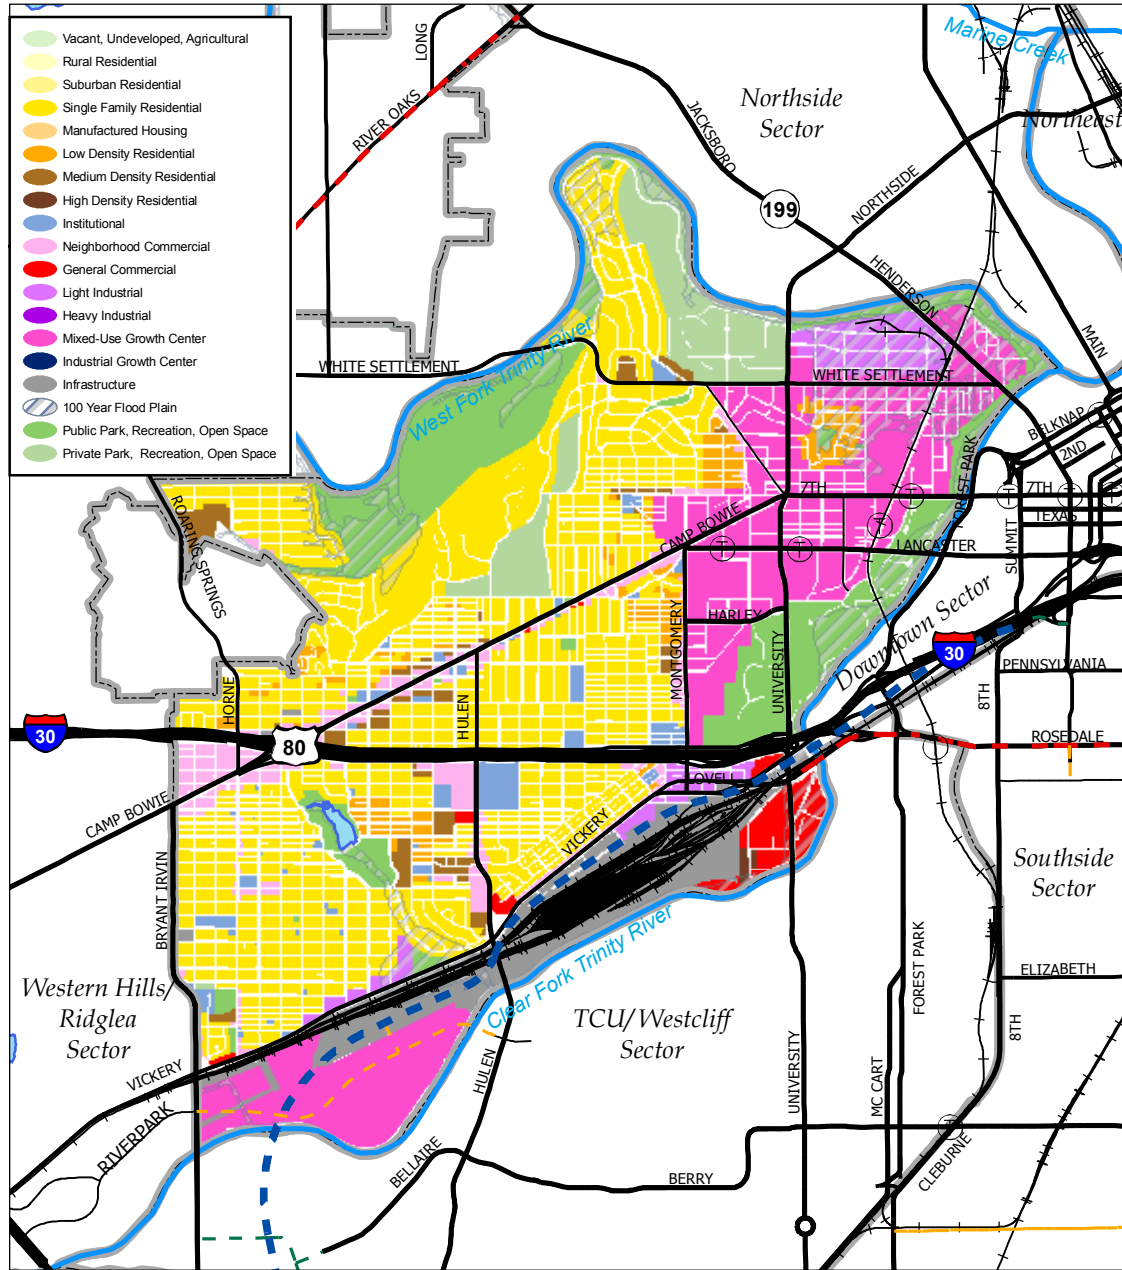 Vacant, Undeveloped, Agricultural
Rural Residential
Suburban Residential
Single Family Residential
Manufactured Housing
Low Density Residential
Medium Density Residential
High Density Residential
Institutional
Neighborhood Commercial
General Commercial
Light Industrial
Heavy Industrial
Mixed-Use Growth Center
Industrial Growth Center
Infrastructure
100 Year Flood Plain
Public Park, Recreation, Open Space
Private Park, Recreation, Open Space
LONG
RIVER OAKS
JACKSBORO
Northside
Sector
Marine Creek
Northeast
199
NORTHSIDE
HENDERSON
MAIN
West Fork Trinity River
WHITE SETTLEMENT
WHITE SETTLEMENT
BELKNAP
2ND
FOREST PARK
7TH
7TH
TEXAS
CAMP BOWIE
LANCASTER
SUMMIT
ROARING SPRINGS
HARLEY
MONTGOMERY
UNIVERSITY
Downtown Sector
30
PENNSYLVANIA
8TH
HORNE
HULEN
30
80
ROSEDALE
LOVELL
CAMP BOWIE
VICKERY
BRYANT IRVIN
Southside
Sector
FOREST PARK
Clear Fork Trinity River
ELIZABETH
Western Hills/
Ridglea
Sector
TCU/Westcliff
Sector
8TH
VICKERY
HULEN
UNIVERSITY
MC CART
RIVERPARK
BELLAIRE
BERRY
CLEBURNE